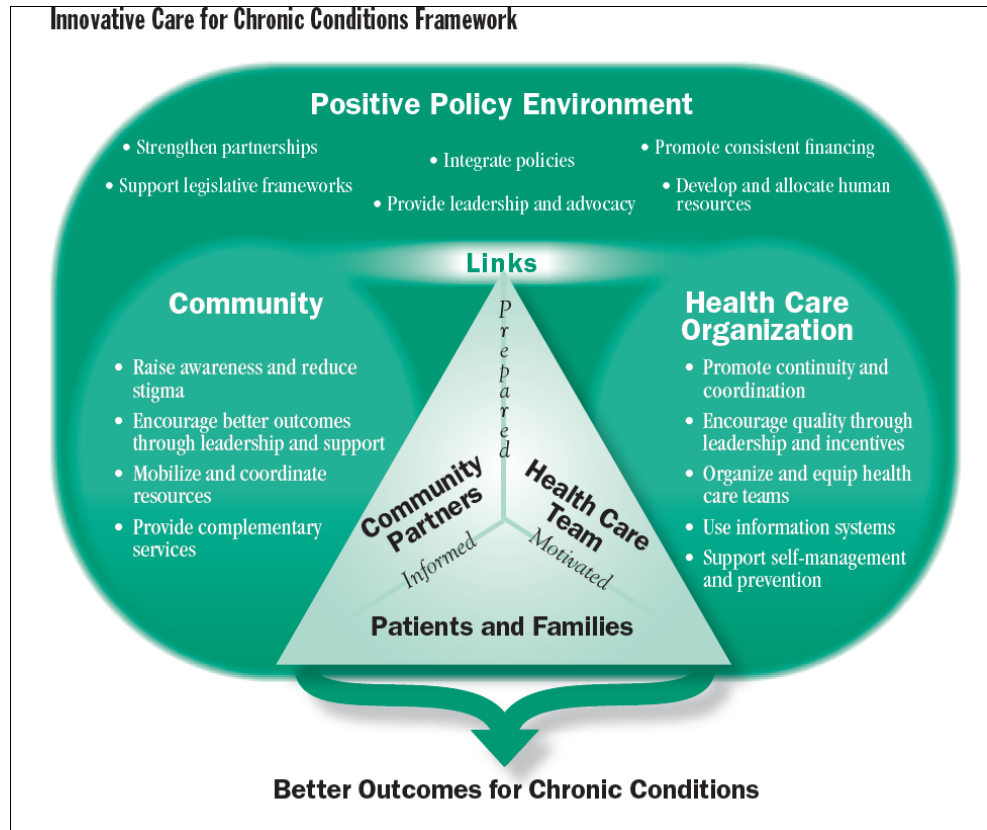 Innovative Care for Chronic Conditions Framework
Positive Policy Environment
• Strengthen partnerships
• Support legislative frameworks
• Integrate policies
• Provide leadership and advocacy
• Promote consistent financing
• Develop and allocate human
resources
Links
Community
• Raise awareness and reduce
stigma
• Encourage better outcomes
through leadership and support
• Mobilize and coordinate
resources
• Provide complementary
services
Prepared
Community
Partners
Informed
Health Care
Team
Motivated
Patients and Families
Health Care
Organization
• Promote continuity and
coordination
• Encourage quality through
leadership and incentives
• Organize and equip health
care teams
• Use information systems
• Support self-management
and prevention
Better Outcomes for Chronic Conditions